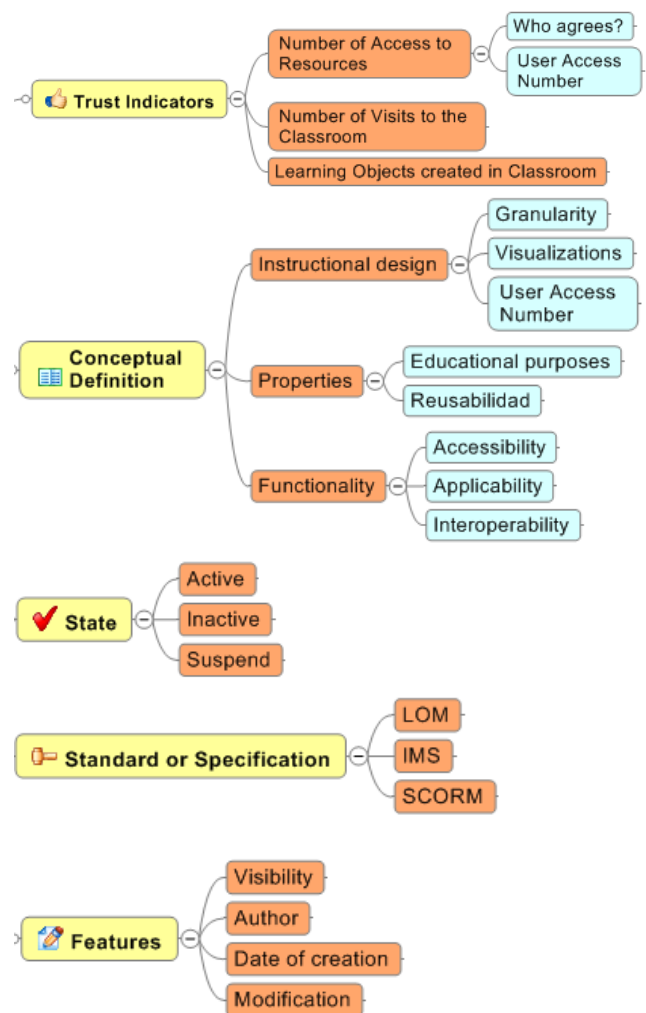 Trust Indicators
Number of Access to
Resources
Who agrees?
User Access
Number
Number of Visits to the
Classroom
Learning Objects created in Classroom
Conceptual
Definition
Instructional design
Granularity
Visualizations
User Access
Number
Properties
Educational purposes
Reusabilidad
Functionality
Accessibility
Applicability
Interoperability
State
Active
Inactive
Suspend
Standard or Specification
LOM
IMS
SCORM
Features
Visibility
Author
Date of creation
Modification